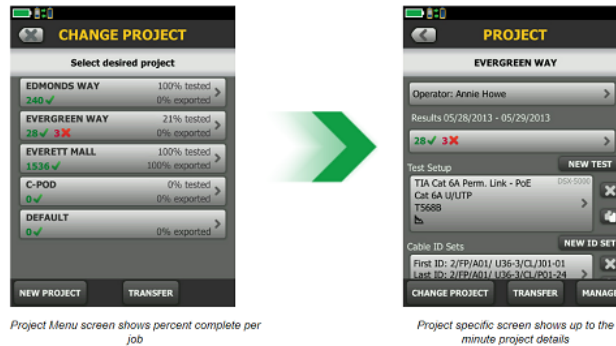 CHANGE PROJECT
Select desired project
EDMONDS WAY 100% tested
240 0% exported
EVERGREEN WAY 21% tested
28 3 0% exported
EVERETT MALL 100% tested
1536 100% exported
C-POD 0% tested
0 0% exported
DEFAULT
0 0% exported
NEW PROJECT TRANSFER
Project Menu screen shows percent complete per
job
PROJECT
EVERGREEN WAY
Operator: Annie Howe
Results 05/28/2013 - 05/29/2013
28 3
Test Setup NEW TEST
TIA Cat 6A Perm. Link - PoE DSX-5000
Cat 6A U/UTP
T568B
Cable ID Sets NEW ID SET
First ID: 2/FP/A01/ U36-3/CL/J01-01
Last ID: 2/FP/A01/ U36-3/CL/P01-24
CHANGE PROJECT TRANSFER MANAGE
Project specific screen shows up to the
minute project details